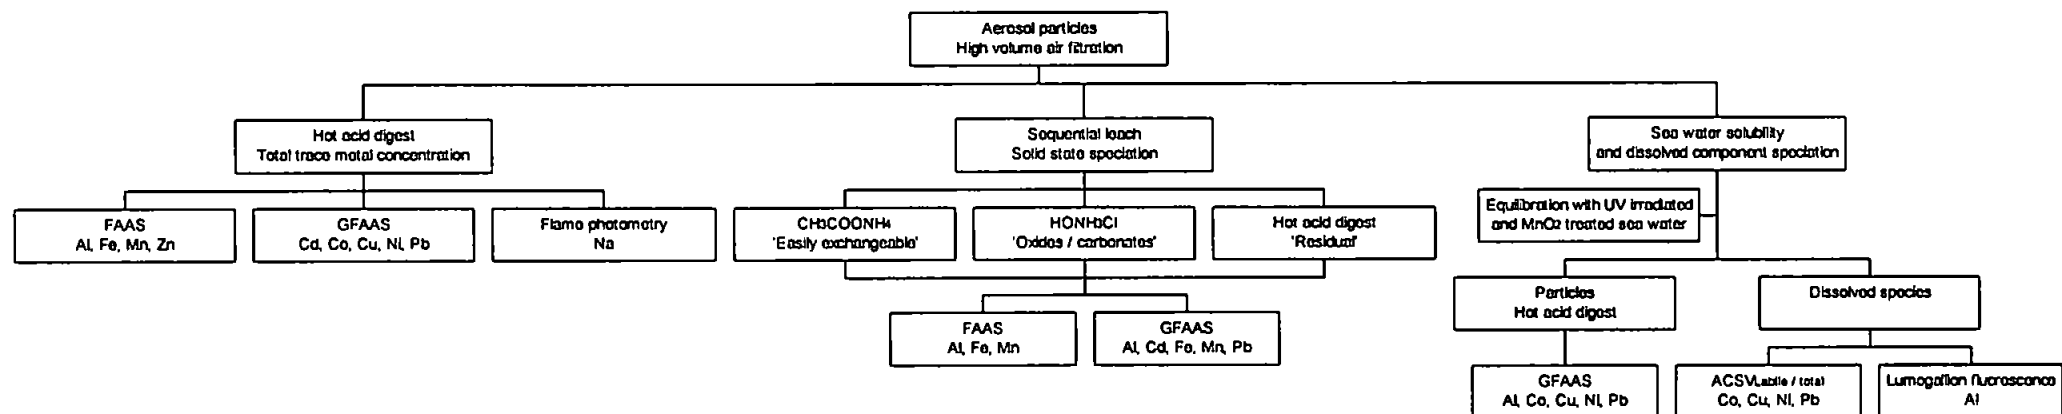 Aerosol particles
High volume air filtration
Hot acid digest
Total trace metal concentration
Sequential leach
Solid state speciation
Sea water solubility
and dissolved component speciation
FAAS
Al, Fe, Mn, Zn
GFAAS
Cd, Co, Cu, Ni, Pb
Flame photometry
Na
CH3COONH4
'Easily exchangeable'
HONH3Cl
'Oxides / carbonates'
Hot acid digest
'Residual'
Equilibration with UV irradiated
and MnO2 treated sea water
FAAS
Al, Fe, Mn
GFAAS
Al, Cd, Fe, Mn, Pb
Particles
Hot acid digest
Dissolved species
GFAAS
Al, Co, Cu, Ni, Pb
ACSVLabile / total
Co, Cu, Ni, Pb
Lumogallion fluorescence
Al